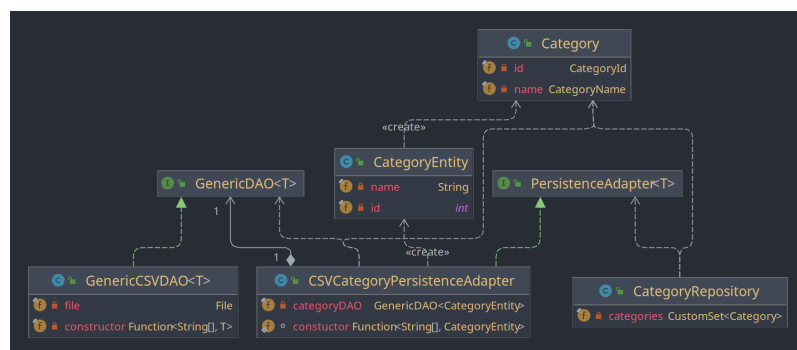 Category
id CategoryId
name CategoryName
«create»
CategoryEntity
name String
id int
GenericDAO<T>
PersistenceAdapter<T>
1
«create»
1
GenericCSVDAO<T>
file File
constructor Function<String[], T>
CSVCategoryPersistenceAdapter
categoryDAO GenericDAO<CategoryEntity>
constuctor Function<String[], CategoryEntity>
CategoryRepository
categories CustomSet<Category>